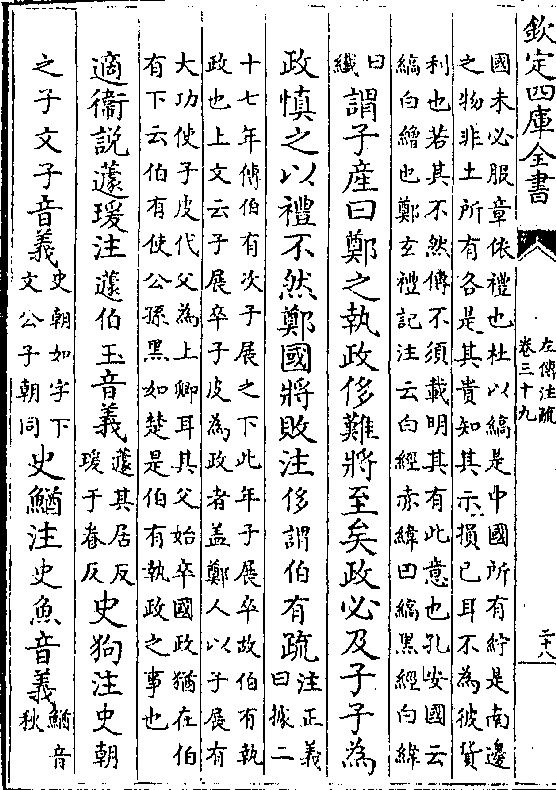 欽定四庫全書
左傳注疏
卷三十九
二十八
國未必服章依禮也杜以縞是中國所有紵是南邊
之物非土所有各是其貴知其示損已耳不為彼貨
利也若其不然傳不須載明其有此意也孔安國云
縞白繒也鄭玄禮記注云白經赤緯曰縞黑經白緯
曰
纎
謂子產曰鄭之執政侈難將至矣政必及子子為
政慎之以禮不然鄭國將敗注侈謂伯有疏
注正義
曰據二
十七年傳伯有次子展之下此年子展卒故伯有執
政也上文云子展卒子皮為政者盖鄭人以子展有
大功使子皮代父為上卿耳其父始卒國政猶在伯
有下云伯有使公孫黑如楚是伯有執政之事也
適衞説蘧瑗注蘧伯玉音義
蘧其居反
瑗于眷反
史狗注史朝
之子文子音義
史朝如字下
文公子朝同
史鰌注史魚音義
鰌音
秋